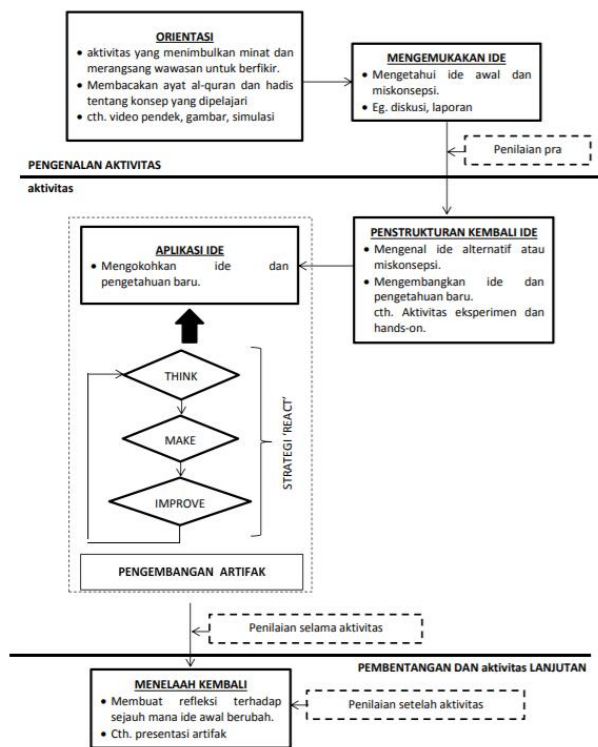 ORIENTASI
• aktivitas yang menimbulkan minat dan
merangsang wawasan untuk berfikir.
• Membacakan ayat al-quran dan hadis
tentang konsep yang dipelajari
• cth. video pendek, gambar, simulasi
MENGEMUKAKAN IDE
• Mengetahui ide awal dan
miskonsepsi.
• Eg. diskusi, laporan
Penilaian pra
PENGENALAN AKTIVITAS
aktivitas
PENSTRUKTURAN KEMBALI IDE
• Mengenal ide alternatif atau
miskonsepsi.
• Mengembangkan ide dan
pengetahuan baru.
cth. Aktivitas eksperimen dan
hands-on.
APLIKASI IDE
• Mengokohkan ide dan
pengetahuan baru.
THINK
MAKE
IMPROVE
STRATEGI 'REACT'
PENGEMBANGAN ARTIFAK
Penilaian selama aktivitas
PEMBENTANGAN DAN aktivitas LANJUTAN
MENELAAH KEMBALI
• Membuat refleksi terhadap
sejauh mana ide awal berubah.
• Cth. presentasi artifak
Penilaian setelah aktivitas